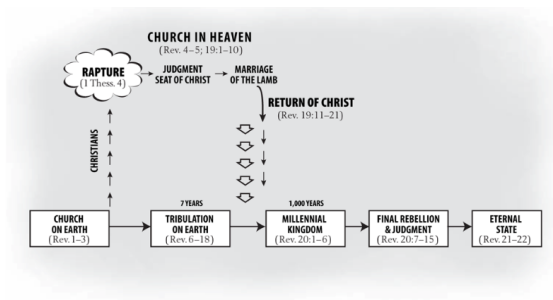 CHURCH IN HEAVEN
(Rev. 4–5; 19:1–10)
RAPTURE
(1 Thess. 4)
JUDGMENT
SEAT OF CHRIST
MARRIAGE
OF THE LAMB
RETURN OF CHRIST
(Rev. 19:11–21)
CHRISTIANS
7 YEARS
1,000 YEARS
CHURCH
ON EARTH
(Rev. 1–3)
TRIBULATION
ON EARTH
(Rev. 6–18)
MILLENNIAL
KINGDOM
(Rev. 20:1–6)
FINAL REBELLION
& JUDGMENT
(Rev. 20:7–15)
ETERNAL
STATE
(Rev. 21–22)